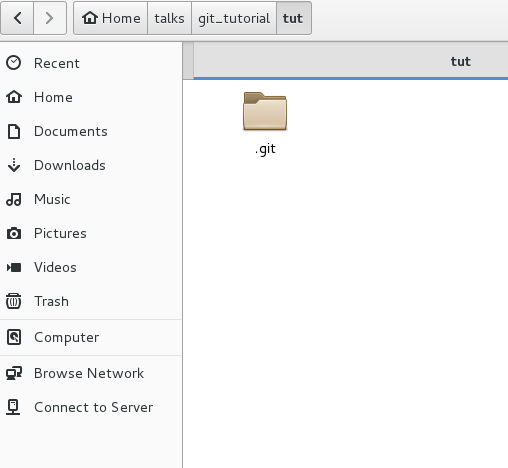 Home talks git_tutorial tut
tut
Recent
Home
Documents
Downloads
Music
Pictures
Videos
Trash
Computer
Browse Network
Connect to Server
.git